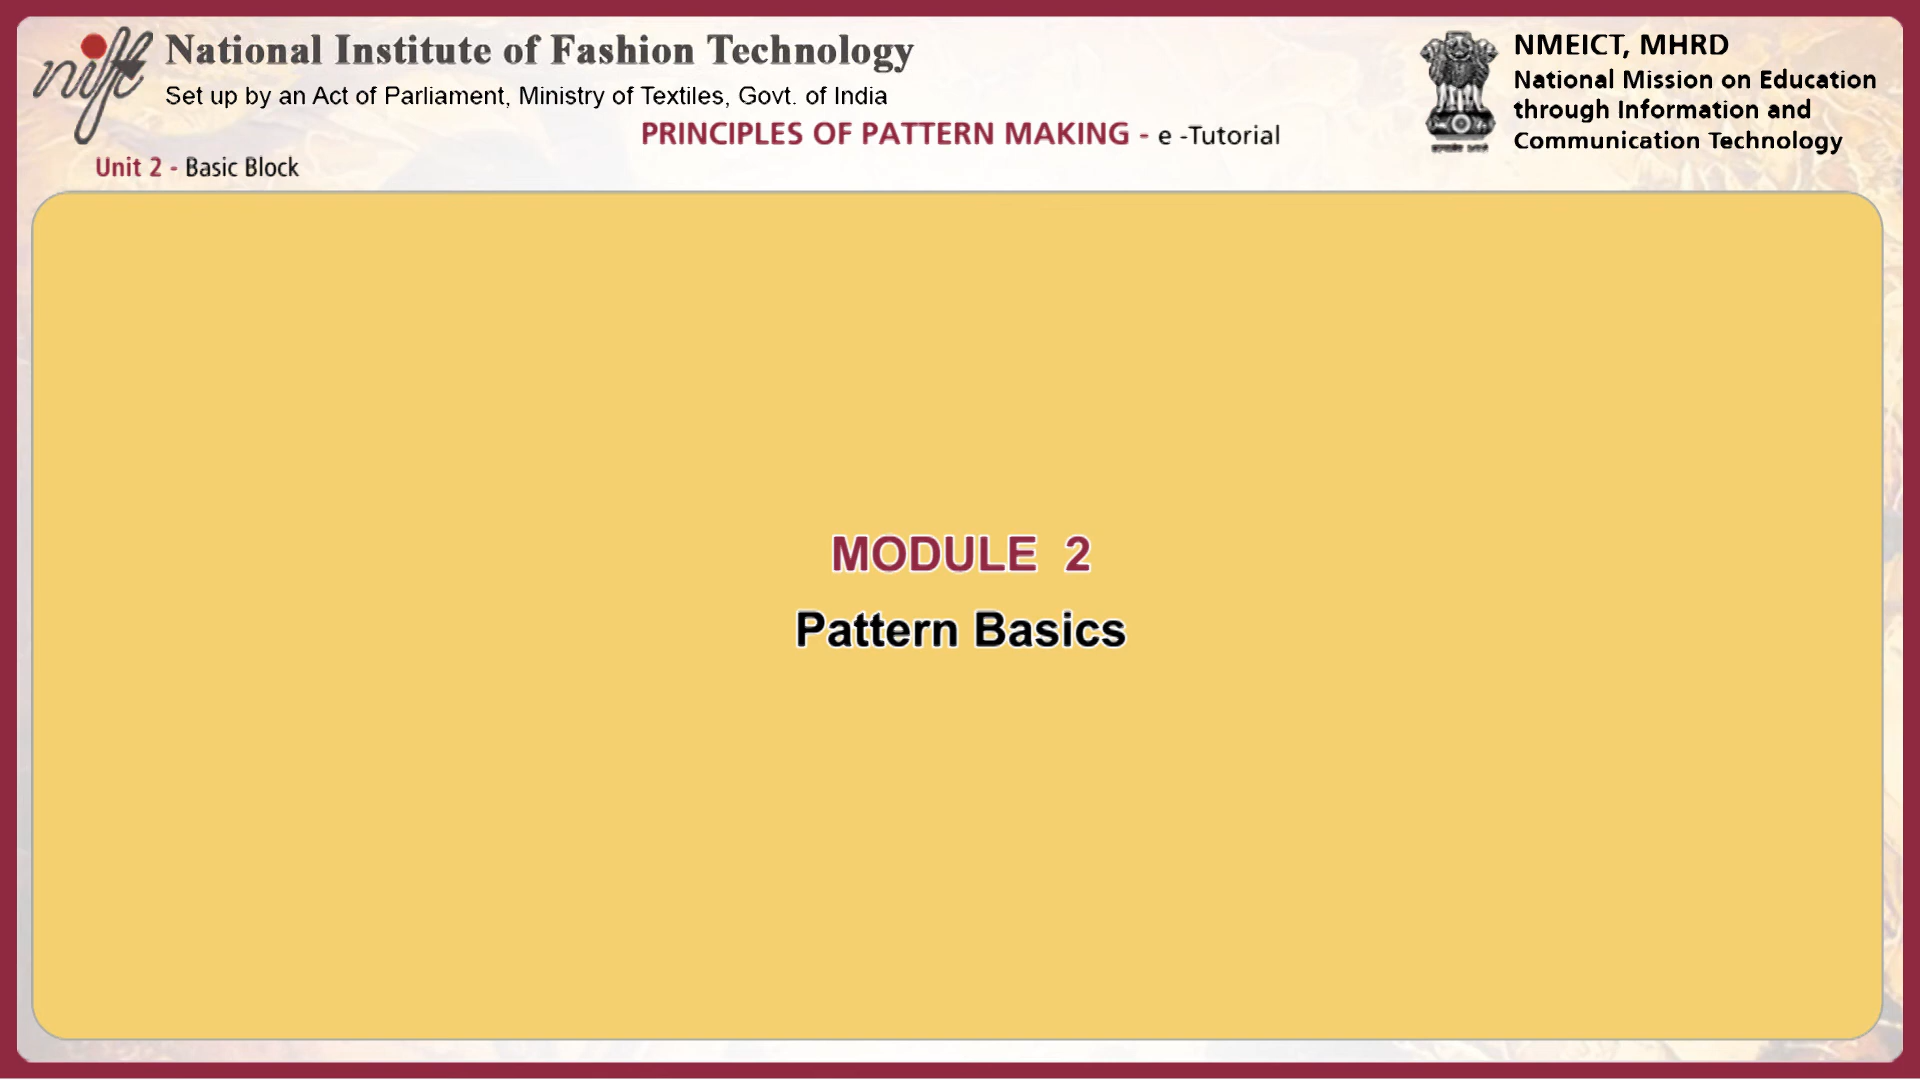 nift
National Institute of Fashion Technology
Set up by an Act of Parliament, Ministry of Textiles, Govt. of India
PRINCIPLES OF PATTERN MAKING - e -Tutorial
Unit 2 - Basic Block
NMEICT, MHRD
National Mission on Education
through Information and
Communication Technology
MODULE 2
Pattern Basics